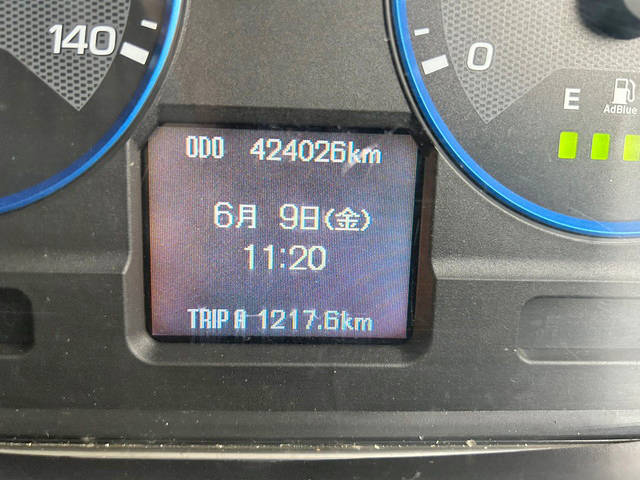 140
0
E
AdBlue
ODO 424026km
6月 9日(金)
11:20
TRIP A 1217.6km